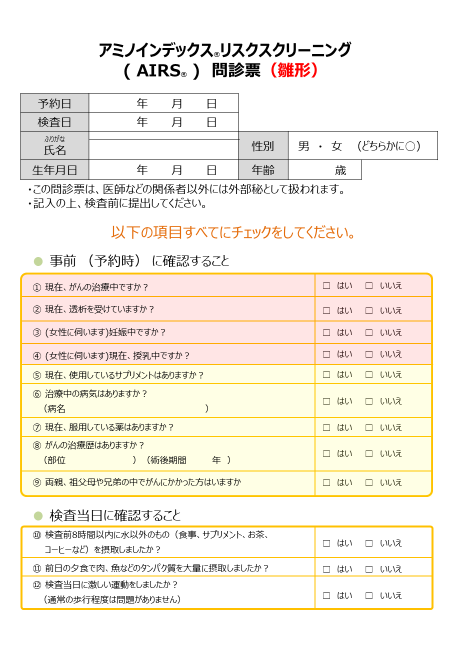 アミノインデックス®リスクスクリーニング
( AIRS® ) 問診票（雛形）
予約日 年 月 日
検査日 年 月 日
ふりがな
氏名 性別 男 ・ 女 （どちらかに○）
生年月日 年 月 日 年齢 歳
・この問診票は、医師などの関係者以外には外部秘として扱われます。
・記入の上、検査前に提出してください。
以下の項目すべてにチェックをしてください。
● 事前 （予約時） に確認すること
① 現在、がんの治療中ですか？ □ はい □ いいえ
② 現在、透析を受けていますか？ □ はい □ いいえ
③ (女性に伺います)妊娠中ですか？ □ はい □ いいえ
④ (女性に伺います)現在、授乳中ですか？ □ はい □ いいえ
⑤ 現在、使用しているサプリメントはありますか？ □ はい □ いいえ
⑥ 治療中の病気はありますか？ □ はい □ いいえ
（病名 ）
⑦ 現在、服用している薬はありますか？ □ はい □ いいえ
⑧ がんの治療歴はありますか？ □ はい □ いいえ
（部位 ）（術後期間 年 ）
⑨ 両親、祖父母や兄弟の中でがんにかかった方はいますか □ はい □ いいえ
● 検査当日に確認すること
⑩ 検査前8時間以内に水以外のもの（食事、サプリメント、お茶、
コーヒーなど）を摂取しましたか？ □ はい □ いいえ
⑪ 前日の夕食で肉、魚などのタンパク質を大量に摂取しましたか？ □ はい □ いいえ
⑫ 検査当日に激しい運動をしましたか？
（通常の歩行程度は問題がありません） □ はい □ いいえ